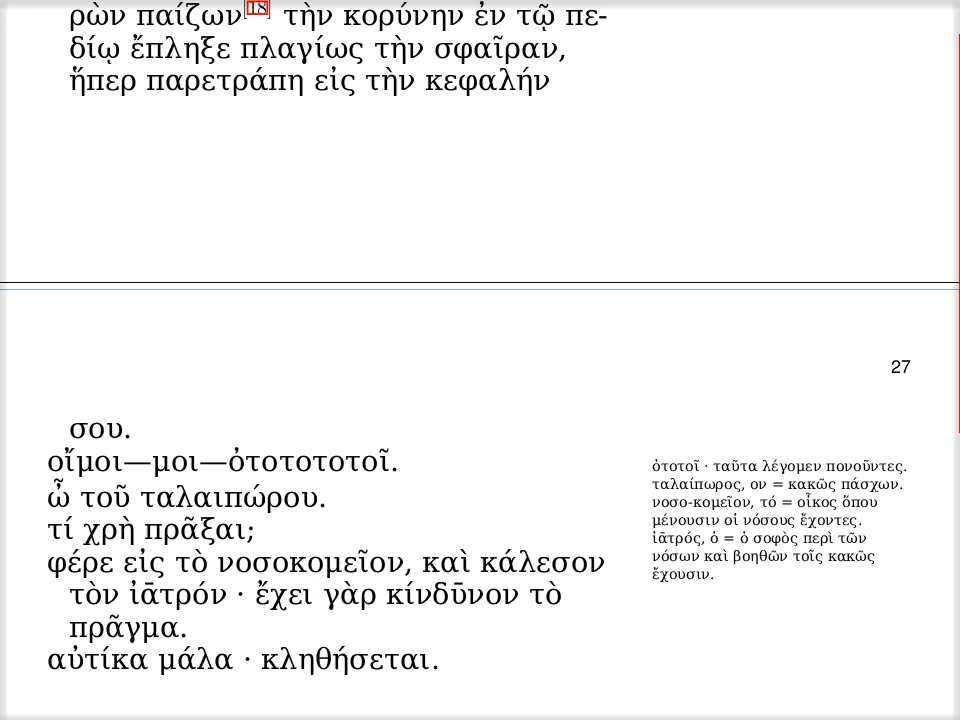 ρὼν παίζων[18] τὴν κορύνην ἐν τῷ πε-
δίῳ ἔπληξε πλαγίως τὴν σφαῖραν,
ἥπερ παρετράπη εἰς τὴν κεφαλήν
27
σου.
οἴμοι—μοι—ὀτοτοτοτοῖ.
ὦ τοῦ ταλαιπώρου.
τί χρὴ πρᾶξαι;
φέρε εἰς τὸ νοσοκομεῖον, καὶ κάλεσον
τὸν ἰᾱτρόν · ἔχει γὰρ κίνδῡνον τὸ
πρᾶγμα.
αὐτίκα μάλα · κληθήσεται.
ὀτοτοῖ · ταῦτα λέγομεν πονοῦντες.
ταλαίπωρος, ον = κακῶς πάσχων.
νοσο-κομεῖον, τό = οἶκος ὅπου
μένουσιν οἱ νόσους ἔχοντες.
ἰᾱτρός, ὁ = ὁ σοφὸς περὶ τῶν
νόσων καὶ βοηθῶν τοῖς κακῶς
ἔχουσιν.